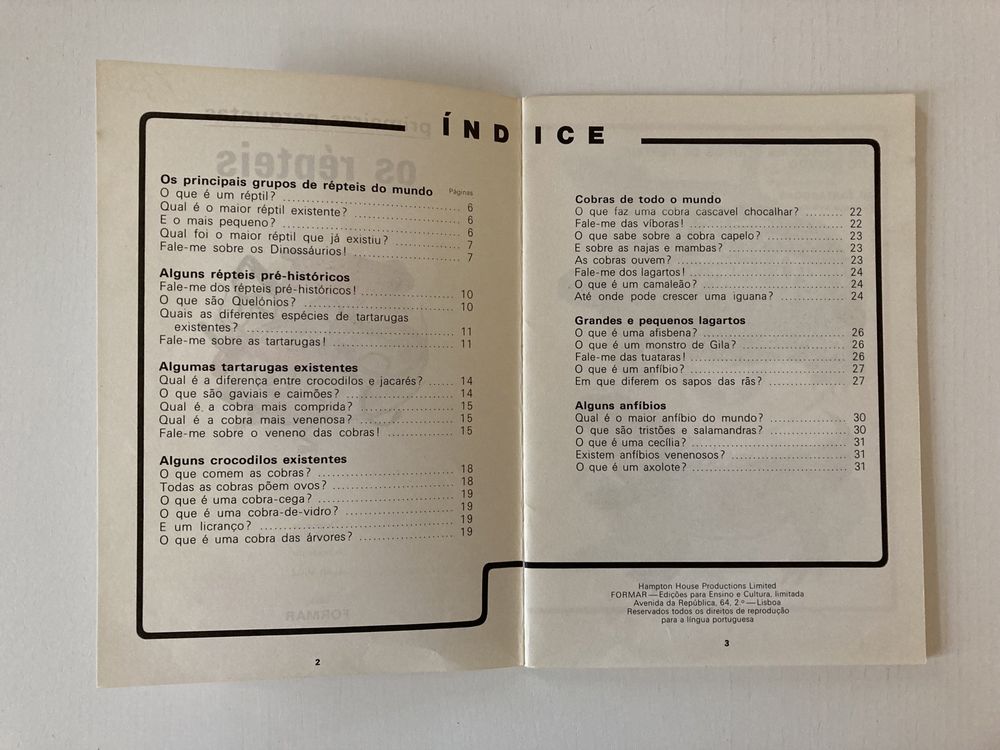 ÍNDICE
Os principais grupos de répteis do mundo Páginas
O que é um réptil? 6
Qual é o maior réptil existente? 6
E o mais pequeno? 6
Qual foi o maior réptil que já existiu? 7
Fale-me sobre os Dinossáurios! 7
Alguns répteis pré-históricos
Fale-me dos répteis pré-históricos! 10
O que são Quelónios? 10
Quais as diferentes espécies de tartarugas
existentes? 11
Fale-me sobre as tartarugas! 11
Algumas tartarugas existentes
Qual é a diferença entre crocodilos e jacarés? 14
O que são gaviais e caimões? 14
Qual é a cobra mais comprida? 15
Qual é a cobra mais venenosa? 15
Fale-me sobre o veneno das cobras! 15
Alguns crocodilos existentes
O que comem as cobras? 18
Todas as cobras põem ovos? 18
O que é uma cobra-cega? 19
O que é uma cobra-de-vidro? 19
E um licranço? 19
O que é uma cobra das árvores? 19
2
Cobras de todo o mundo
O que faz uma cobra cascavel chocalhar? 22
Fale-me das víboras! 22
O que sabe sobre a cobra capelo? 23
E sobre as najas e mambas? 23
As cobras ouvem? 23
Fale-me dos lagartos! 24
O que é um camaleão? 24
Até onde pode crescer uma iguana? 24
Grandes e pequenos lagartos
O que é uma afisbena? 26
O que é um monstro de Gila? 26
Fale-me das tuataras! 26
O que é um anfíbio? 27
Em que diferem os sapos das rãs? 27
Alguns anfíbios
Qual é o maior anfíbio do mundo? 30
O que são tristões e salamandras? 30
O que é uma cecília? 31
Existem anfíbios venenosos? 31
O que é um axolote? 31
Hampton House Productions Limited
FORMAR — Edições para Ensino e Cultura, limitada
Avenida da República, 64, 2.º — Lisboa
Reservados todos os direitos de reprodução
para a língua portuguesa
3